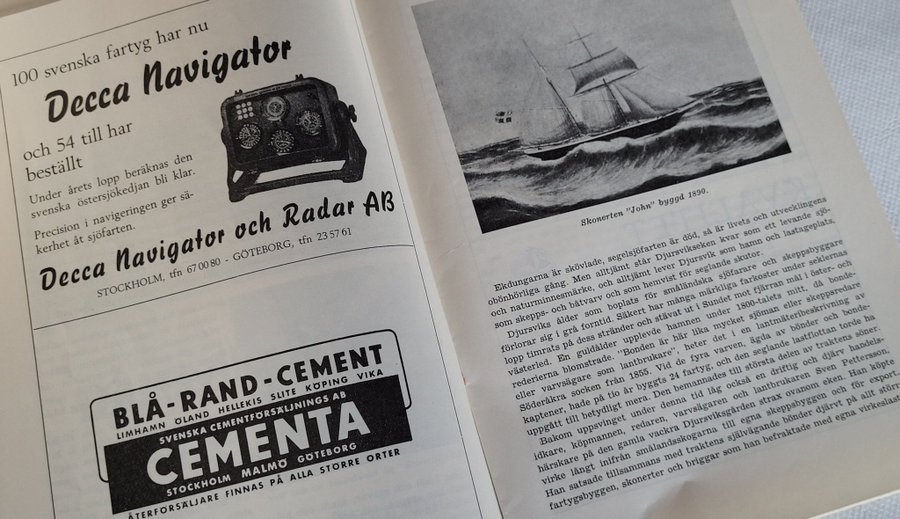 100 svenska fartyg har nu
Decca Navigator
och 54 till har
beställt
Under årets lopp beräknas den
svenska östersjökedjan bli klar.
Precision i navigeringen ger sä-
kerhet åt sjöfarten.
Decca Navigator och Radar AB
STOCKHOLM, tfn 67 00 80 - GÖTEBORG, tfn 23 57 61
BLÅ-RAND-CEMENT
LIMHAMN ÖLAND HELLEKIS SLITE KÖPING VIKA
SVENSKA CEMENTFÖRSÄLJNINGS AB
CEMENTA
STOCKHOLM MALMÖ GÖTEBORG
ÅTERFÖRSÄLJARE FINNAS PÅ ALLA STÖRRE ORTER
Skonerten "John" byggd 1890.
Ekdungarna är skövlade, segelsjöfarten är död, så är livets och utvecklingens
obönhörliga gång. Men alltjämt står Djursvikseken kvar som ett levande sjö-
och naturminnesmärke, och alltjämt lever Djursvik som hamn och lastageplats,
som skepps- och båtvarv och som hemvist för seglande skutor.
Djursviks ålder som boplats för småländska sjöfarare och skeppsbyggare
förlorar sig i grå forntid. Säkert har många märkliga farkoster under seklernas
lopp timrats på dess stränder och stävat ut i Sundet mot fjärran mål i öster- och
västerled. En guldålder upplevde hamnen under 1800-talets mitt, då bonde-
rederierna blomstrade. "Bonden är här lika mycket sjöman eller skeppsredare
eller varvsägare som lantbrukare", heter det i en lantmäteribeskrivning av
Söderåkra socken från 1855. Vid de fyra varven, ägda av bönder och bonde-
kaptener, hade på tio år byggts 24 fartyg, och den seglande lastflottan torde ha
uppgått till betydligt mera. Den bemannades till största delen av traktens söner.
Bakom uppsvinget under denna tid låg också en driftig och djärv handels-
idkare, köpmannen, redaren, varvsägaren och lantbrukaren Sven Pettersson,
härskare på den gamla vackra Djursviksgården strax ovanom eken. Han köpte
virke långt inifrån smålandsskogarna till egna skeppsbyggen och för export.
Han satsade tillsammans med traktens självägande bönder djärvt på allt större
fartygsbyggen, skonerter och briggar som han befraktade med egna virkeslast